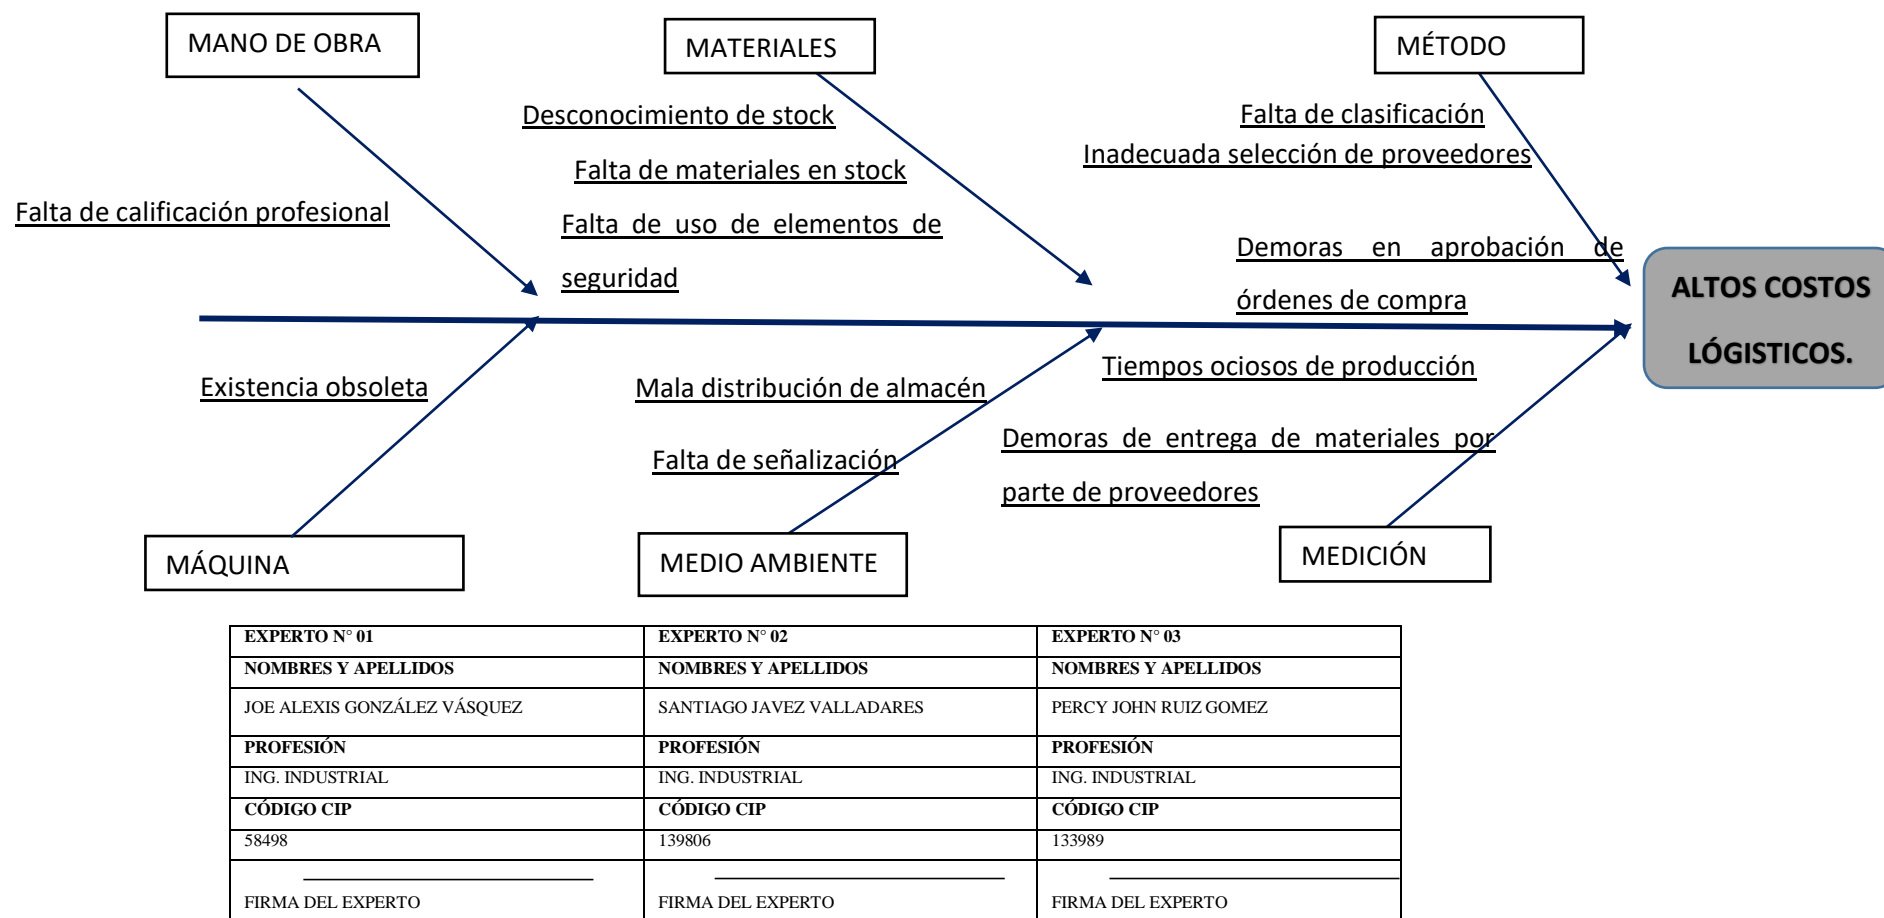 MANO DE OBRA
MATERIALES
MÉTODO
Desconocimiento de stock
Falta de clasificación
Inadecuada selección de proveedores
Falta de materiales en stock
Falta de calificación profesional
Falta de uso de elementos de
seguridad
Demoras en aprobación de
órdenes de compra
ALTOS COSTOS
LÓGISTICOS.
Existencia obsoleta
Mala distribución de almacén
Tiempos ociosos de producción
Falta de señalización
Demoras de entrega de materiales por
parte de proveedores
MÁQUINA
MEDIO AMBIENTE
MEDICIÓN
EXPERTO N° 01 EXPERTO N° 02 EXPERTO N° 03
NOMBRES Y APELLIDOS NOMBRES Y APELLIDOS NOMBRES Y APELLIDOS
JOE ALEXIS GONZÁLEZ VÁSQUEZ SANTIAGO JAVEZ VALLADARES PERCY JOHN RUIZ GOMEZ
PROFESIÓN PROFESIÓN PROFESIÓN
ING. INDUSTRIAL ING. INDUSTRIAL ING. INDUSTRIAL
CÓDIGO CIP CÓDIGO CIP CÓDIGO CIP
58498 139806 133989
FIRMA DEL EXPERTO FIRMA DEL EXPERTO FIRMA DEL EXPERTO